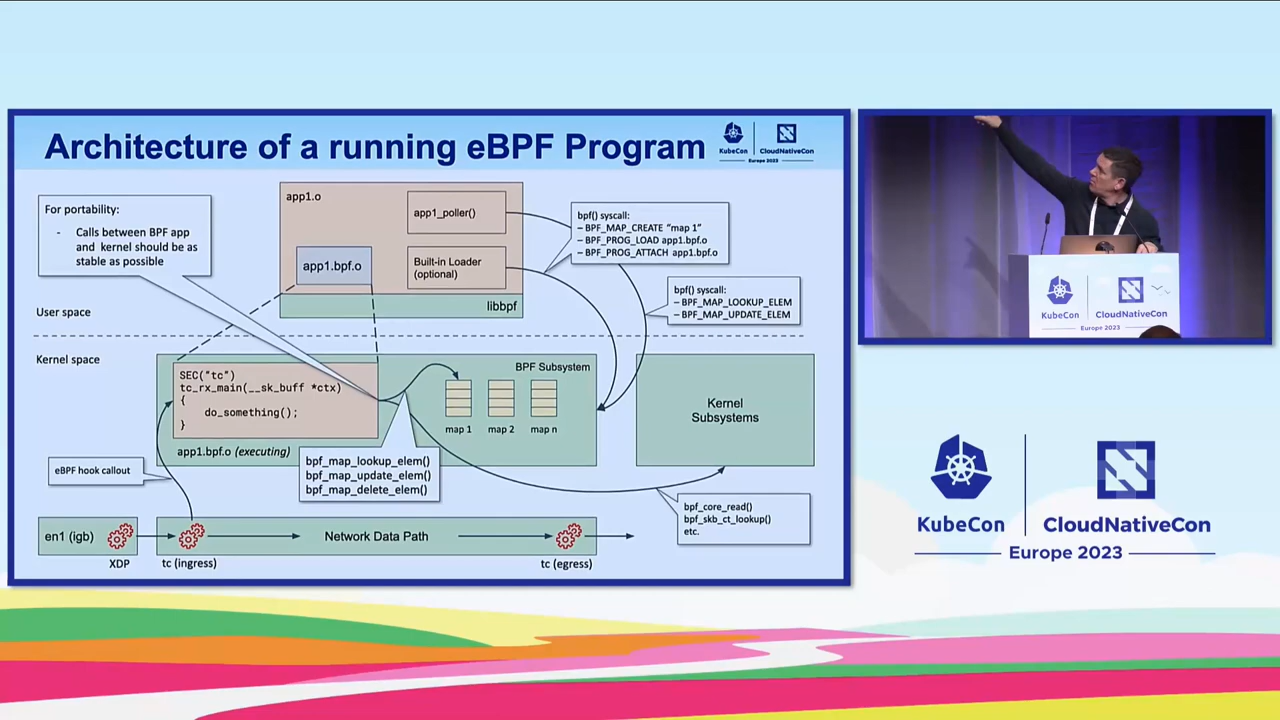 Architecture of a running eBPF Program
KubeCon
CloudNativeCon
Europe 2023
For portability:
- Calls between BPF app
and kernel should be as
stable as possible
app1.o
app1_poller()
app1.bpf.o
Built-in Loader
(optional)
libbpf
bpf() syscall:
– BPF_MAP_CREATE "map 1"
– BPF_PROG_LOAD app1.bpf.o
– BPF_PROG_ATTACH app1.bpf.o
bpf() syscall:
– BPF_MAP_LOOKUP_ELEM
– BPF_MAP_UPDATE_ELEM
User space
Kernel space
SEC("tc")
tc_rx_main(__sk_buff *ctx)
{
do_something();
}
app1.bpf.o (executing)
BPF Subsystem
map 1
map 2
map n
Kernel
Subsystems
eBPF hook callout
bpf_map_lookup_elem()
bpf_map_update_elem()
bpf_map_delete_elem()
bpf_core_read()
bpf_skb_ct_lookup()
etc.
en1 (igb)
Network Data Path
XDP
tc (ingress)
tc (egress)
KubeCon
CloudNativeCon
Europe 2023
KubeCon
CloudNativeCon
Europe 2023